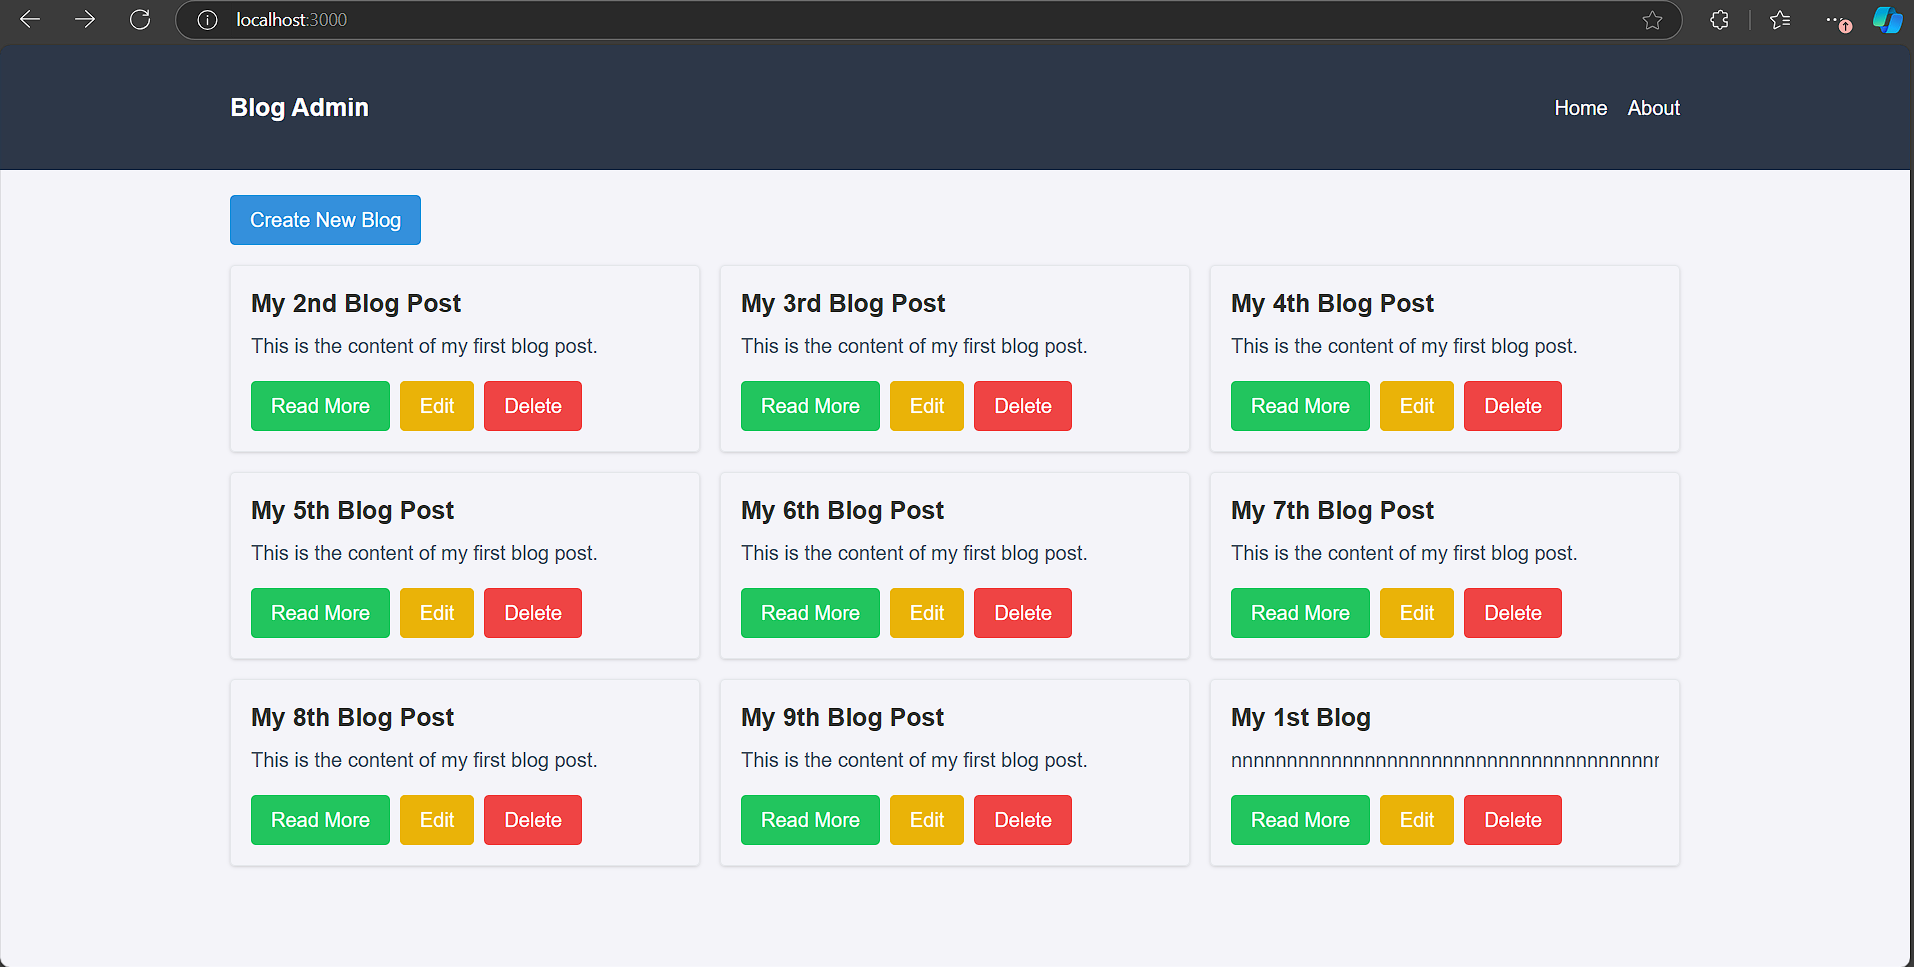 localhost:3000
Blog Admin
Home About
Create New Blog
My 2nd Blog Post
This is the content of my first blog post.
Read More Edit Delete
My 3rd Blog Post
This is the content of my first blog post.
Read More Edit Delete
My 4th Blog Post
This is the content of my first blog post.
Read More Edit Delete
My 5th Blog Post
This is the content of my first blog post.
Read More Edit Delete
My 6th Blog Post
This is the content of my first blog post.
Read More Edit Delete
My 7th Blog Post
This is the content of my first blog post.
Read More Edit Delete
My 8th Blog Post
This is the content of my first blog post.
Read More Edit Delete
My 9th Blog Post
This is the content of my first blog post.
Read More Edit Delete
My 1st Blog
Read More Edit Delete